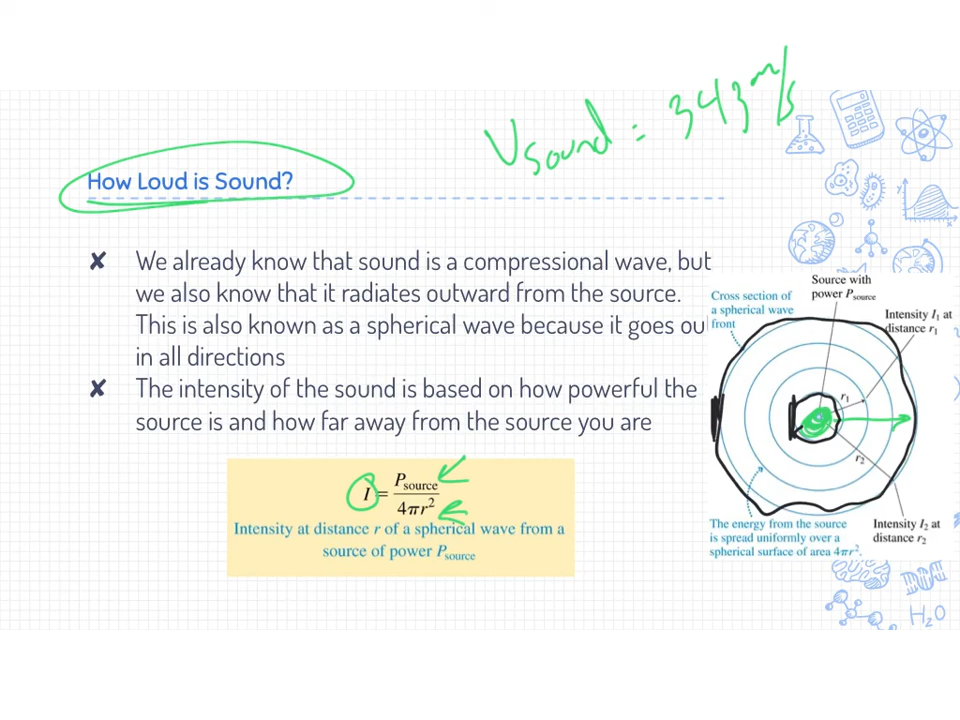 V sound = 343 m/s
How Loud is Sound?
✘ We already know that sound is a compressional wave, but
we also know that it radiates outward from the source.
This is also known as a spherical wave because it goes ou
in all directions
✘ The intensity of the sound is based on how powerful the
source is and how far away from the source you are
I = Psource / 4πr²
Intensity at distance r of a spherical wave from a
source of power Psource
Source with
power Psource
Cross section of
a spherical wave
front
Intensity I₁ at
distance r₁
r₁
r₂
The energy from the source
is spread uniformly over a
spherical surface of area 4πr².
Intensity I₂ at
distance r₂
y
x
H₂O